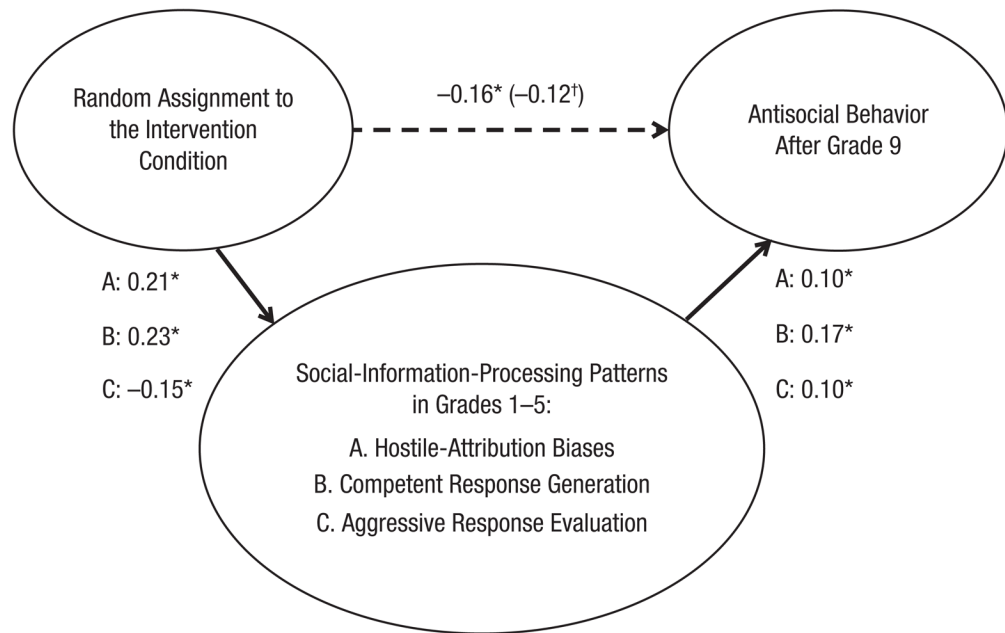 Random Assignment to
the Intervention
Condition
–0.16* (–0.12†)
Antisocial Behavior
After Grade 9
A: 0.21*
B: 0.23*
C: –0.15*
A: 0.10*
B: 0.17*
C: 0.10*
Social-Information-Processing Patterns
in Grades 1–5:
A. Hostile-Attribution Biases
B. Competent Response Generation
C. Aggressive Response Evaluation